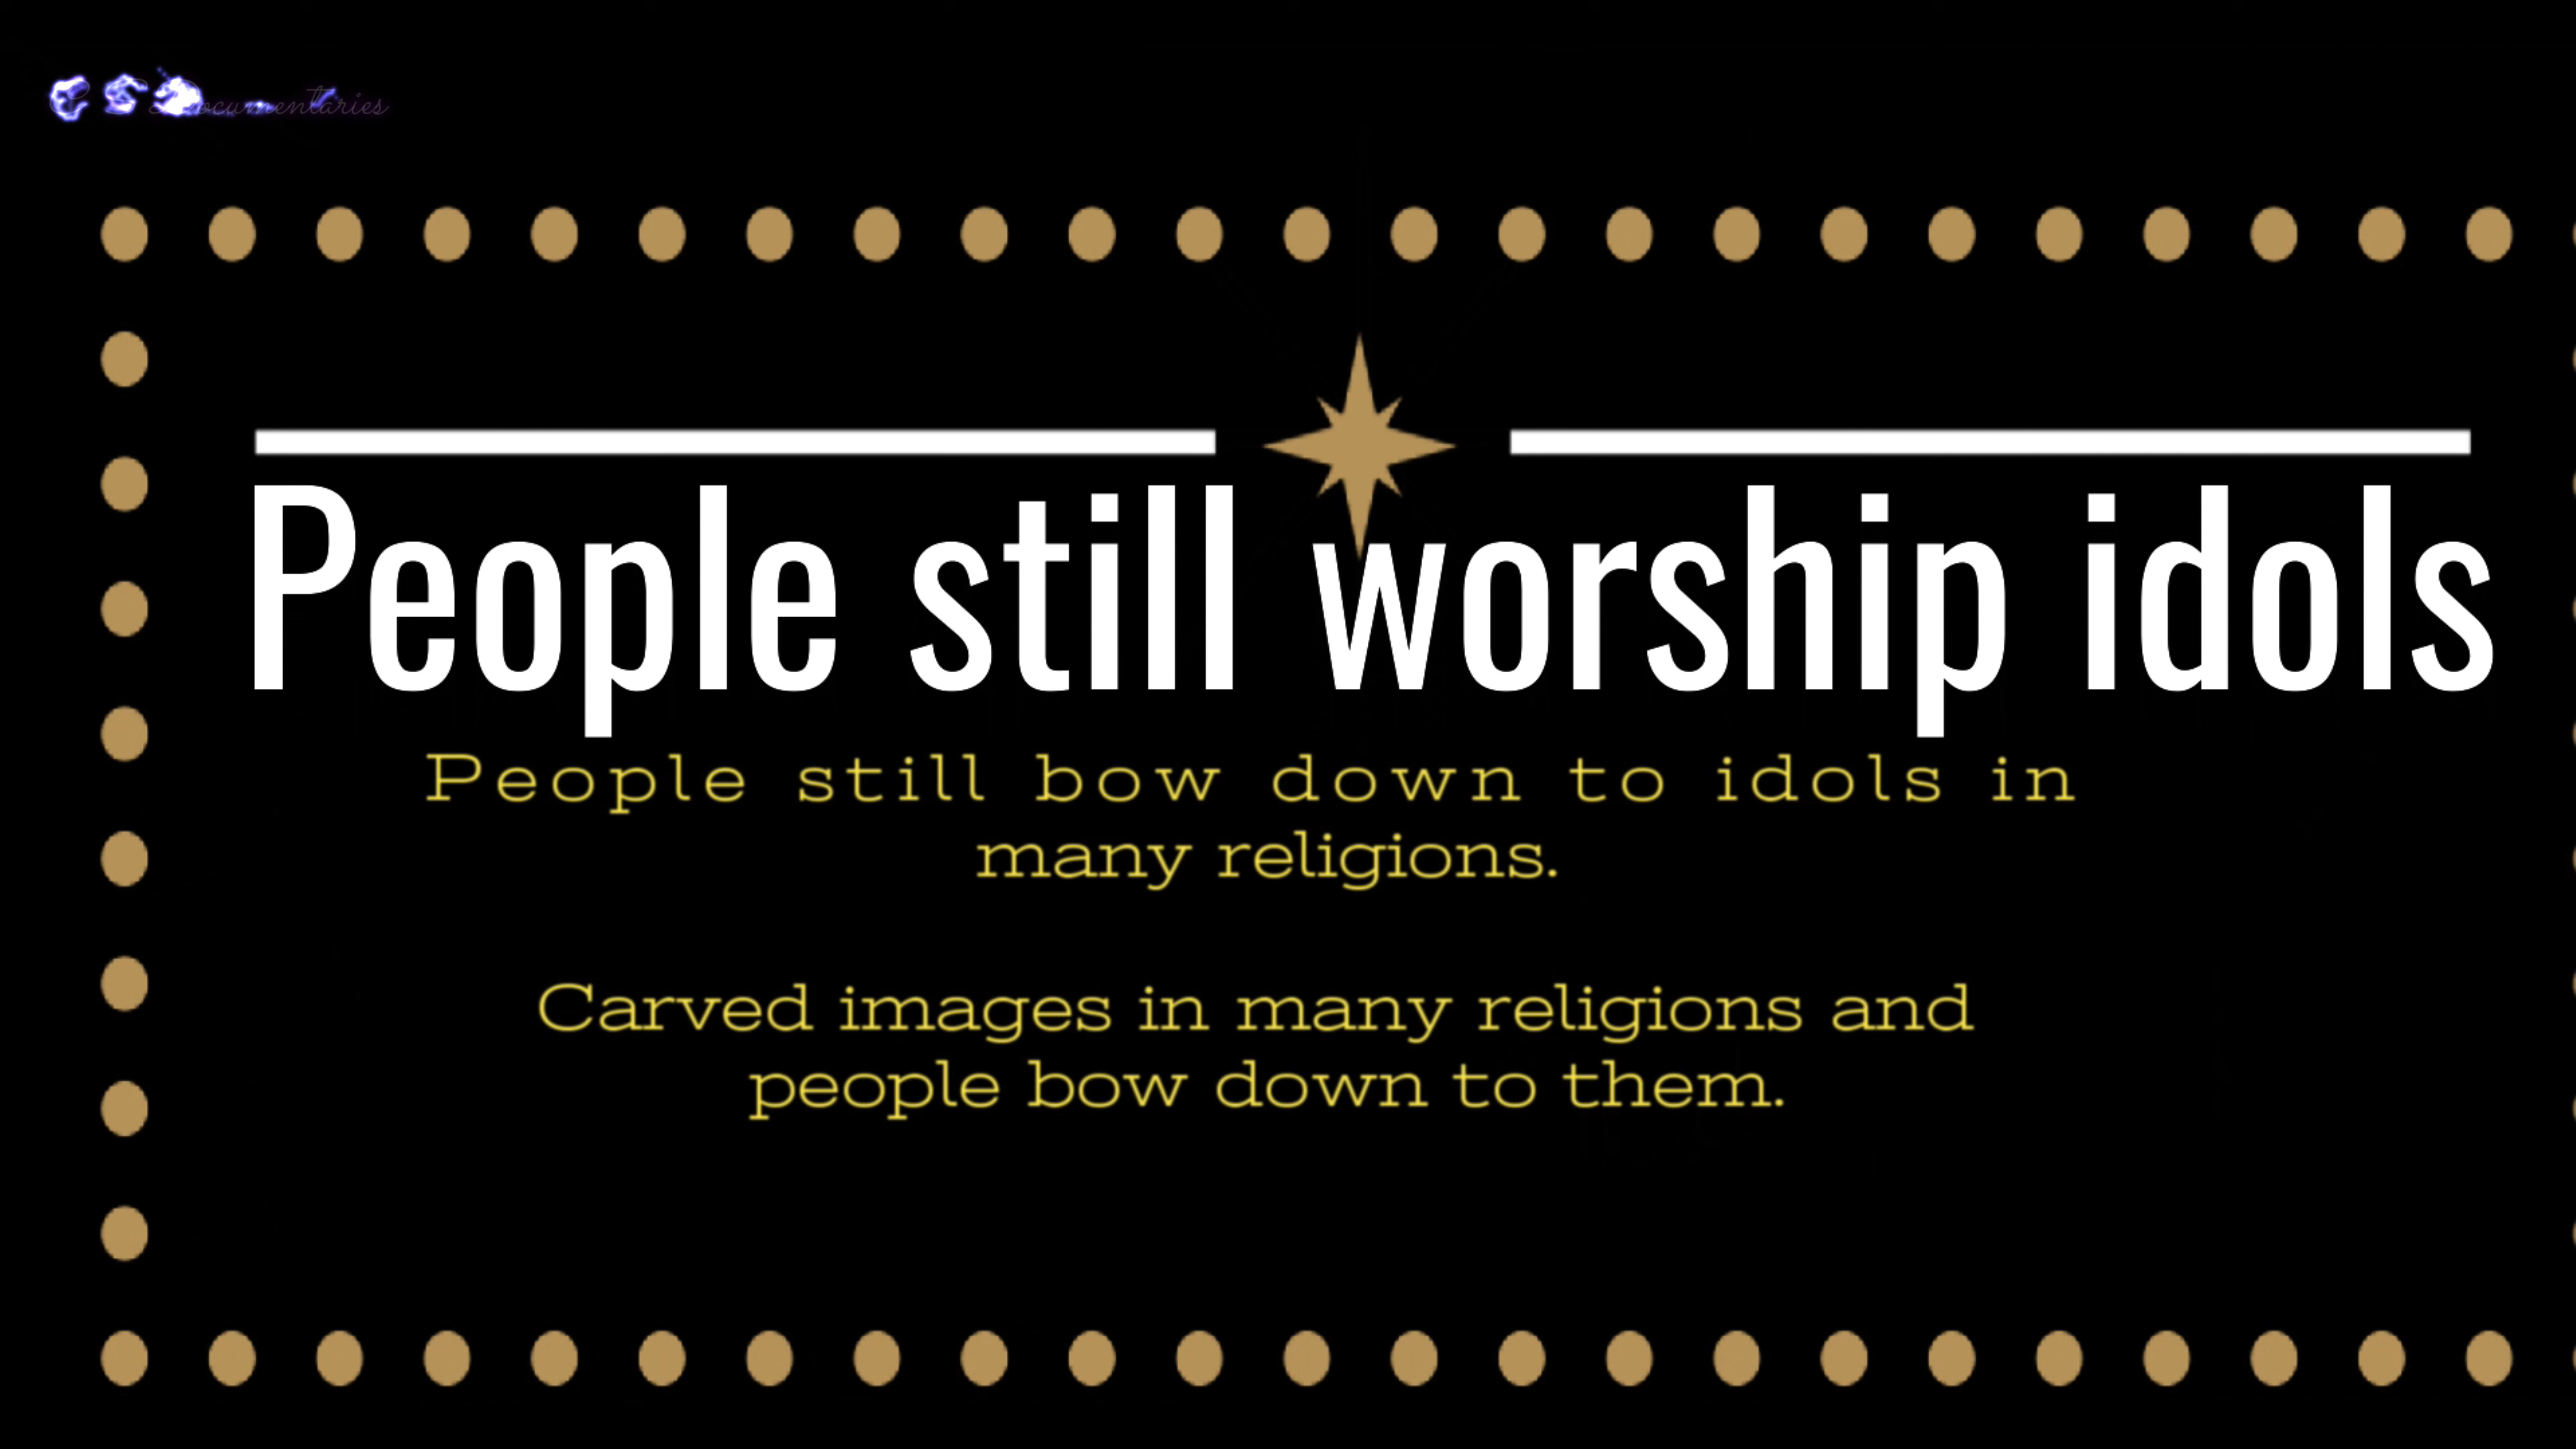 Documentaries
People still worship idols
People still bow down to idols in
many religions.
Carved images in many religions and
people bow down to them.